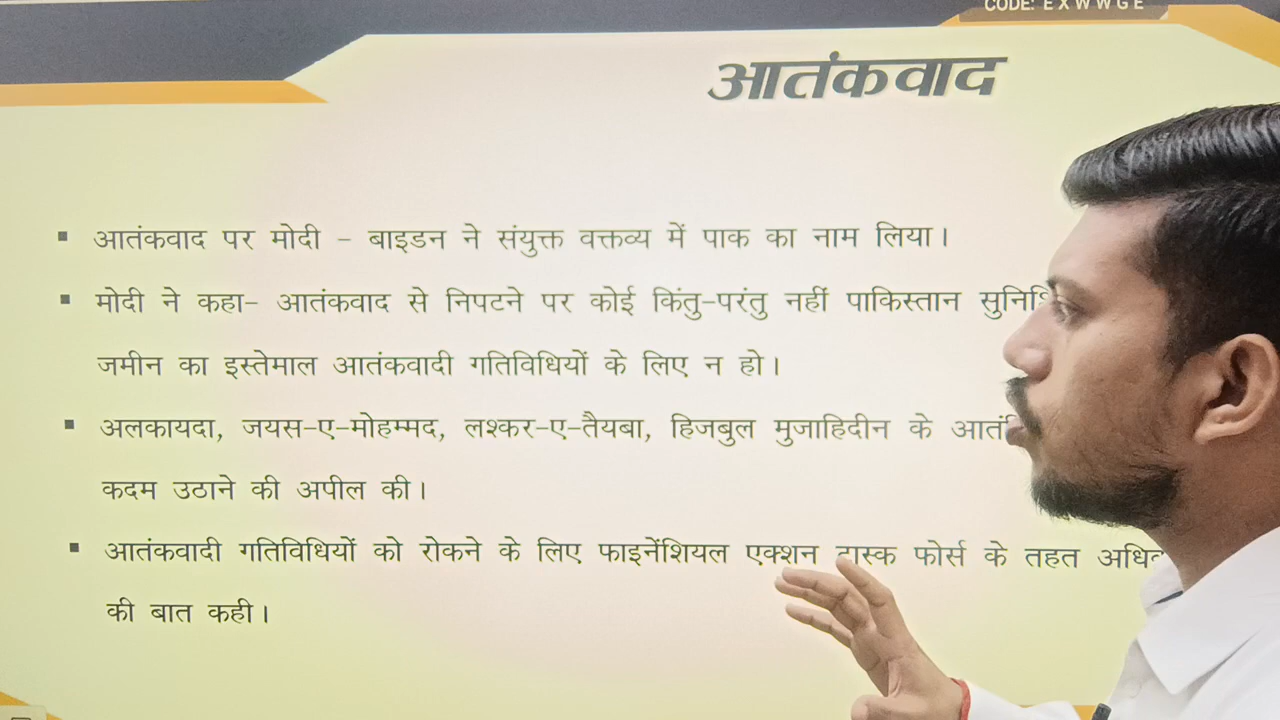 CODE: EXWWGE
आतंकवाद
▪ आतंकवाद पर मोदी - बाइडन ने संयुक्त वक्तव्य में पाक का नाम लिया।
▪ मोदी ने कहा- आतंकवाद से निपटने पर कोई किंतु-परंतु नहीं पाकिस्तान
जमीन का इस्तेमाल आतंकवादी गतिविधियों के लिए न हो।
▪ अलकायदा, जयस-ए-मोहम्मद, लश्कर-ए-तैयबा, हिजबुल मुजाहिदीन के
कदम उठाने की अपील की।
▪ आतंकवादी गतिविधियों को रोकने के लिए फाइनेंशियल एक्शन टास्क फोर्स के तहत
की बात कही।